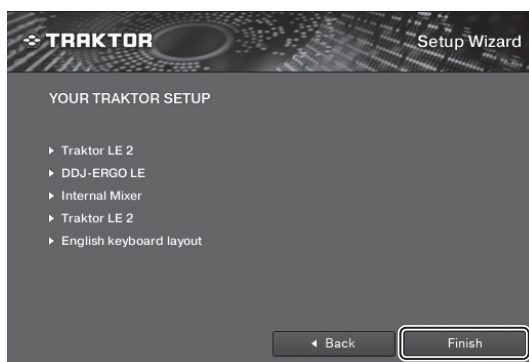 TRAKTOR
Setup Wizard
YOUR TRAKTOR SETUP
Traktor LE 2
DDJ-ERGO LE
Internal Mixer
Traktor LE 2
English keyboard layout
Back
Finish